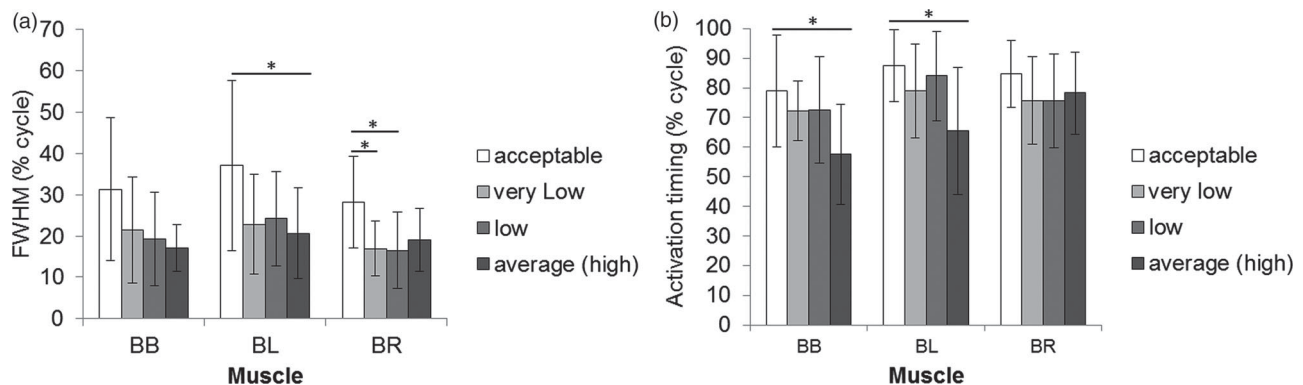 (a)
70
60
50
40
30
20
10
0
FWHM (% cycle)
*
*
*
BB BL BR
Muscle
acceptable
very Low
low
average (high)
(b)
100
90
80
70
60
50
40
30
20
10
0
Activation timing (% cycle)
* *
BB BL BR
Muscle
acceptable
very low
low
average (high)